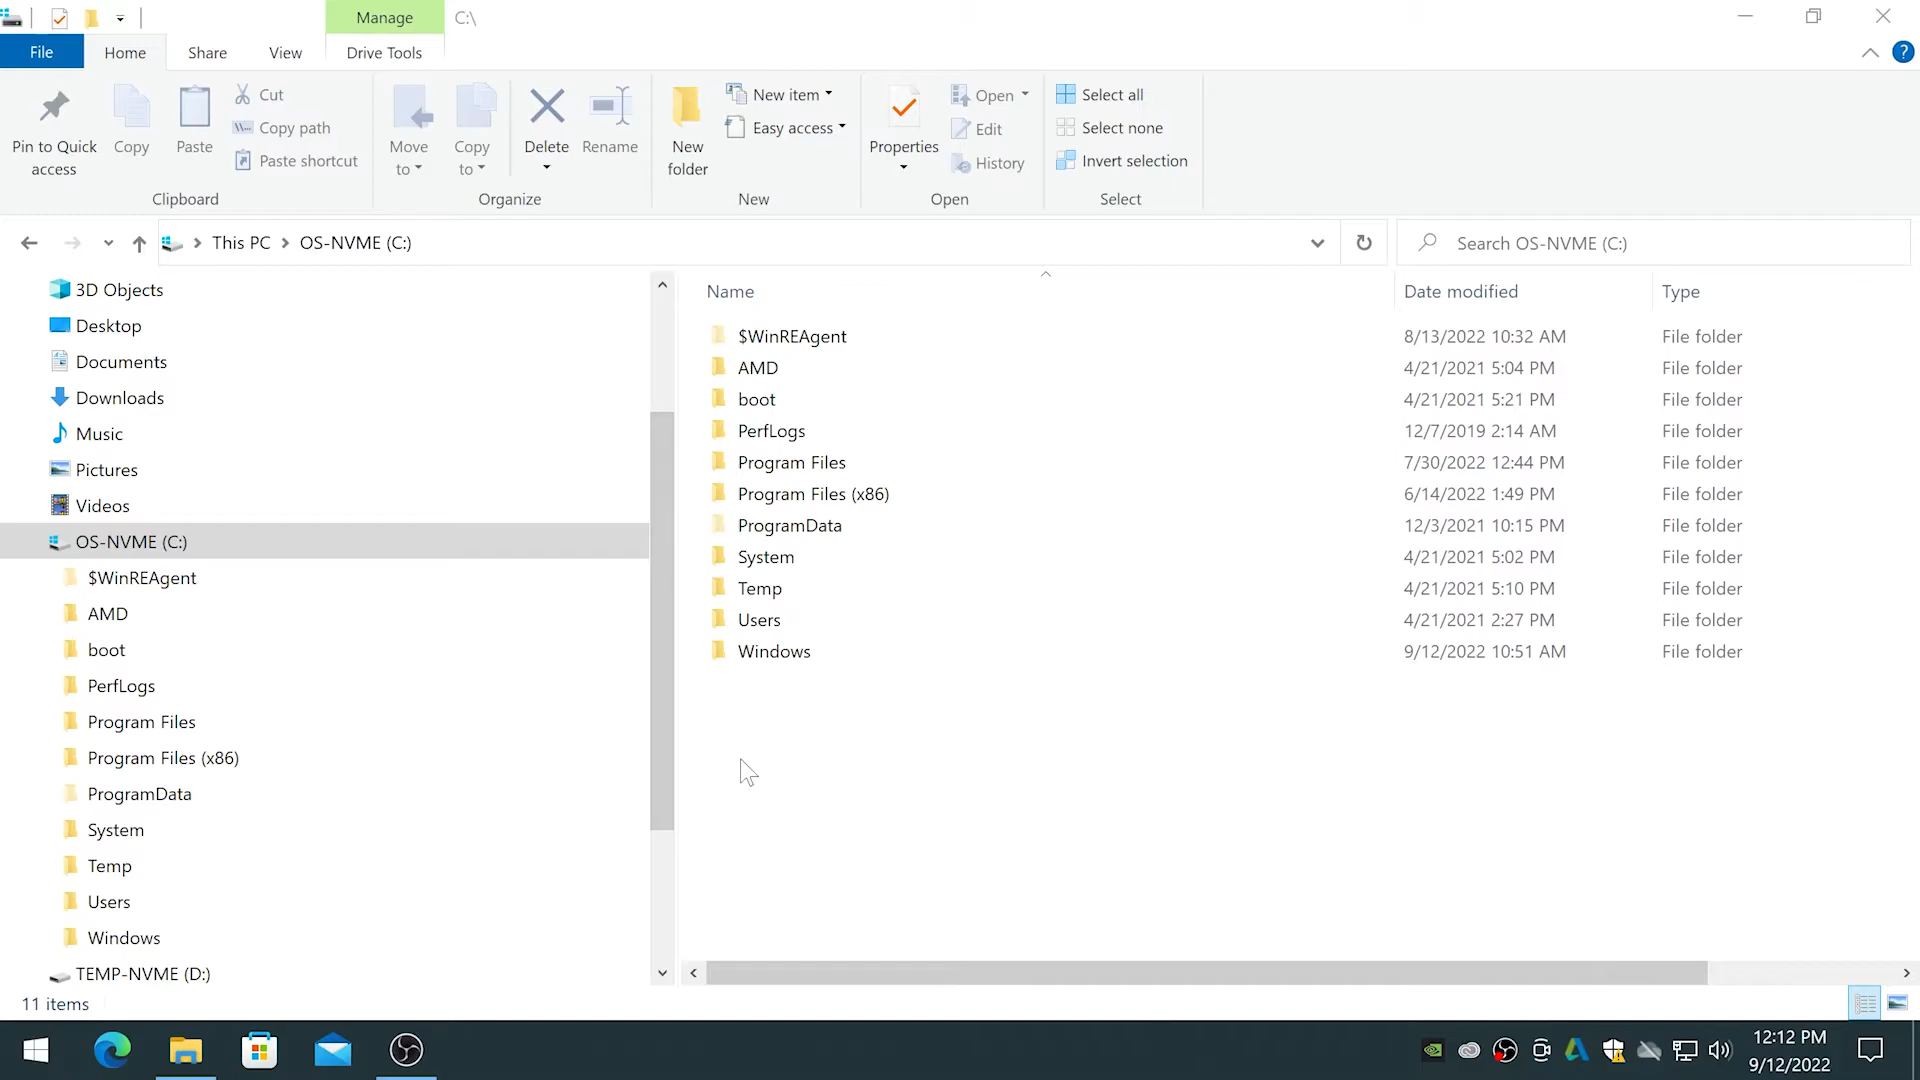 Manage C:\
File Home Share View Drive Tools
Pin to Quick access
Copy
Paste
Cut
Copy path
Paste shortcut
Clipboard
Move to
Copy to
Delete
Rename
Organize
New folder
New item
Easy access
New
Properties
Open
Edit
History
Open
Select all
Select none
Invert selection
Select
This PC OS-NVME (C:)
Search OS-NVME (C:)
3D Objects
Desktop
Documents
Downloads
Music
Pictures
Videos
OS-NVME (C:)
$WinREAgent
AMD
boot
PerfLogs
Program Files
Program Files (x86)
ProgramData
System
Temp
Users
Windows
TEMP-NVME (D:)
Name Date modified Type
$WinREAgent 8/13/2022 10:32 AM File folder
AMD 4/21/2021 5:04 PM File folder
boot 4/21/2021 5:21 PM File folder
PerfLogs 12/7/2019 2:14 AM File folder
Program Files 7/30/2022 12:44 PM File folder
Program Files (x86) 6/14/2022 1:49 PM File folder
ProgramData 12/3/2021 10:15 PM File folder
System 4/21/2021 5:02 PM File folder
Temp 4/21/2021 5:10 PM File folder
Users 4/21/2021 2:27 PM File folder
Windows 9/12/2022 10:51 AM File folder
11 items
12:12 PM
9/12/2022